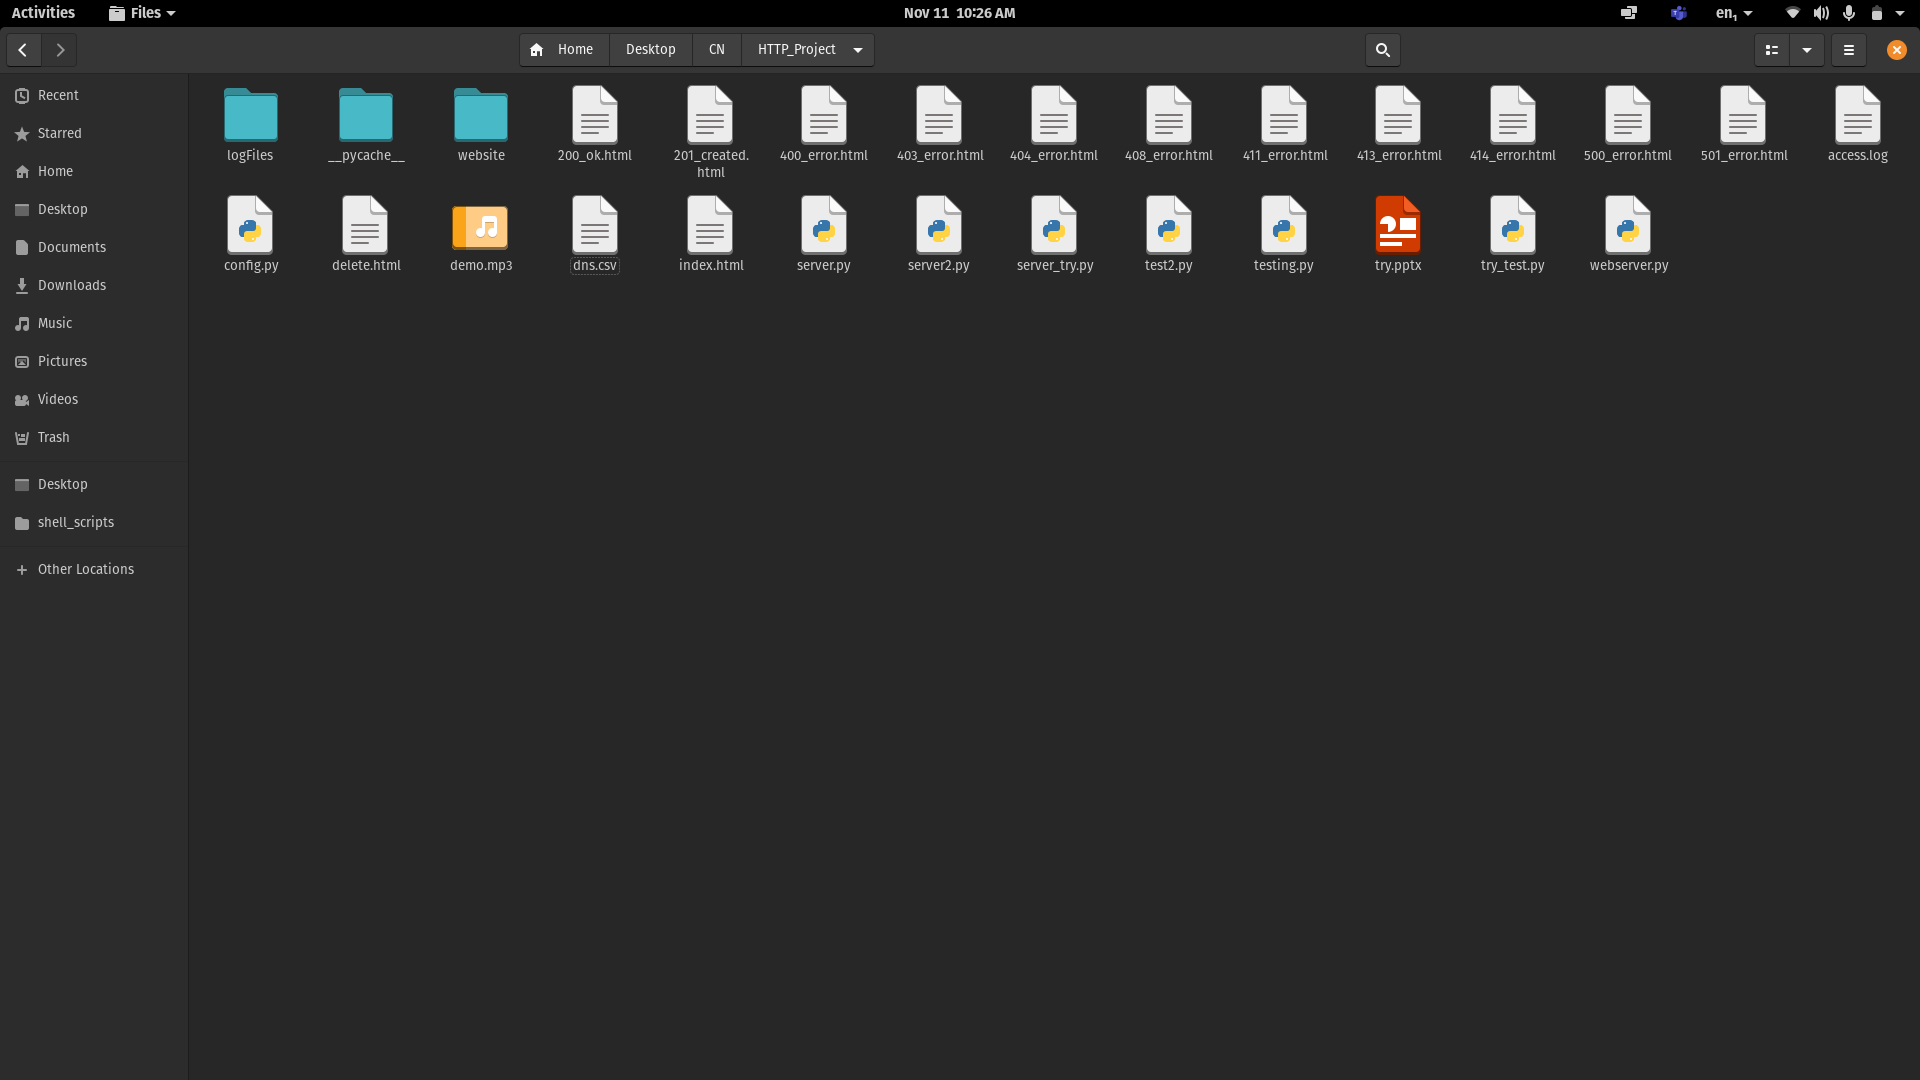 Activities
Files
Nov 11 10:26 AM
en1
Home
Desktop
CN
HTTP_Project
Recent
Starred
Home
Desktop
Documents
Downloads
Music
Pictures
Videos
Trash
Desktop
shell_scripts
Other Locations
logFiles
__pycache__
website
200_ok.html
201_created.
html
400_error.html
403_error.html
404_error.html
408_error.html
411_error.html
413_error.html
414_error.html
500_error.html
501_error.html
access.log
config.py
delete.html
demo.mp3
dns.csv
index.html
server.py
server2.py
server_try.py
test2.py
testing.py
try.pptx
try_test.py
webserver.py